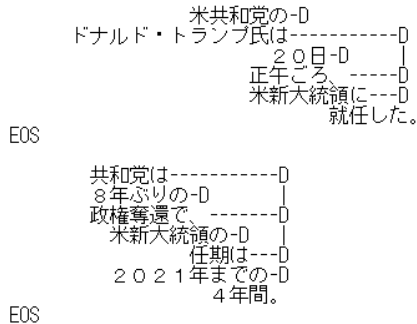 米共和党の-D
ドナルド・トランプ氏は-----------D
２０日-D |
正午ごろ、-----D
米新大統領に---D
就任した。
EOS
共和党は-----------D
８年ぶりの-D |
政権奪還で、-------D
米新大統領の-D |
任期は---D
２０２１年までの-D
４年間。
EOS